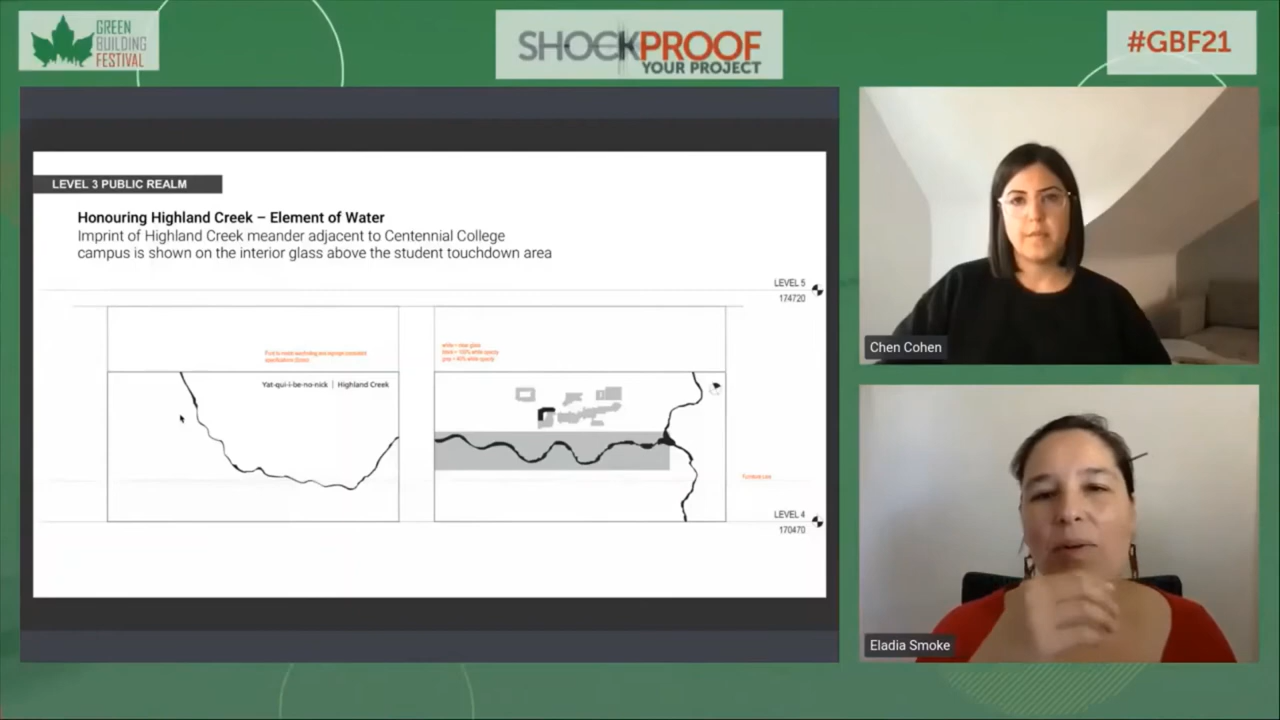 GREEN
BUILDING
FESTIVAL
SHOCKPROOF
YOUR PROJECT
#GBF21
LEVEL 3 PUBLIC REALM
Honouring Highland Creek – Element of Water
Imprint of Highland Creek meander adjacent to Centennial College
campus is shown on the interior glass above the student touchdown area
LEVEL 5
174720
Yat-qui-i-be-no-nick | Highland Creek
LEVEL 4
170470
Chen Cohen
Eladia Smoke